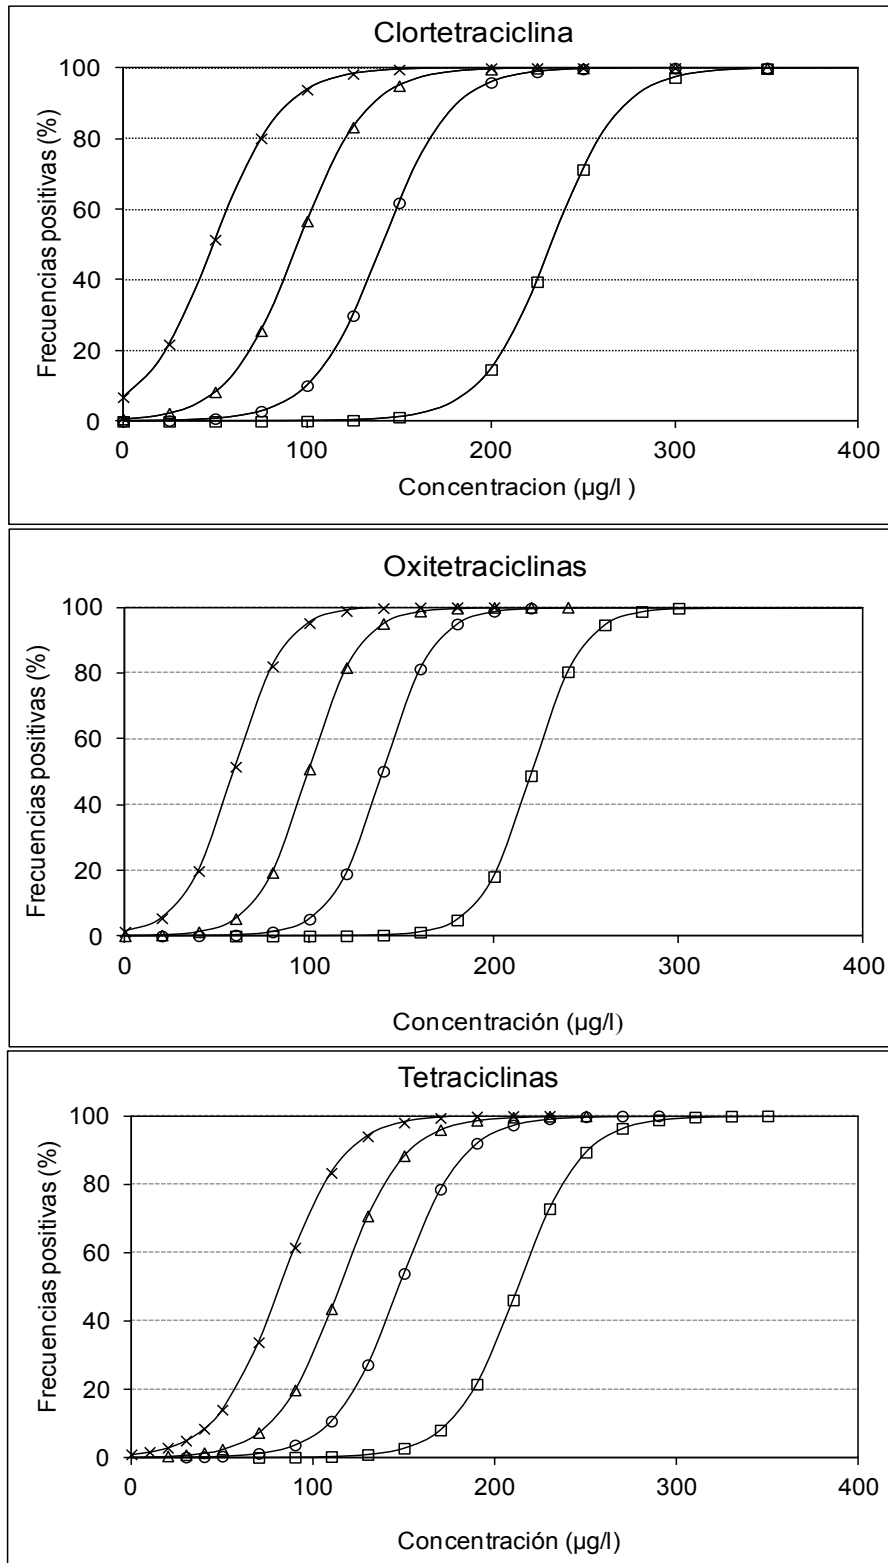 Clortetraciclina
Frecuencias positivas (%)
100
80
60
40
20
0
0 100 200 300 400
Concentracion (µg/l )
Oxitetraciclinas
Frecuencias positivas (%)
100
80
60
40
20
0
0 100 200 300 400
Concentración (µg/l)
Tetraciclinas
Frecuencias positivas (%)
100
80
60
40
20
0
0 100 200 300 400
Concentración (µg/l)